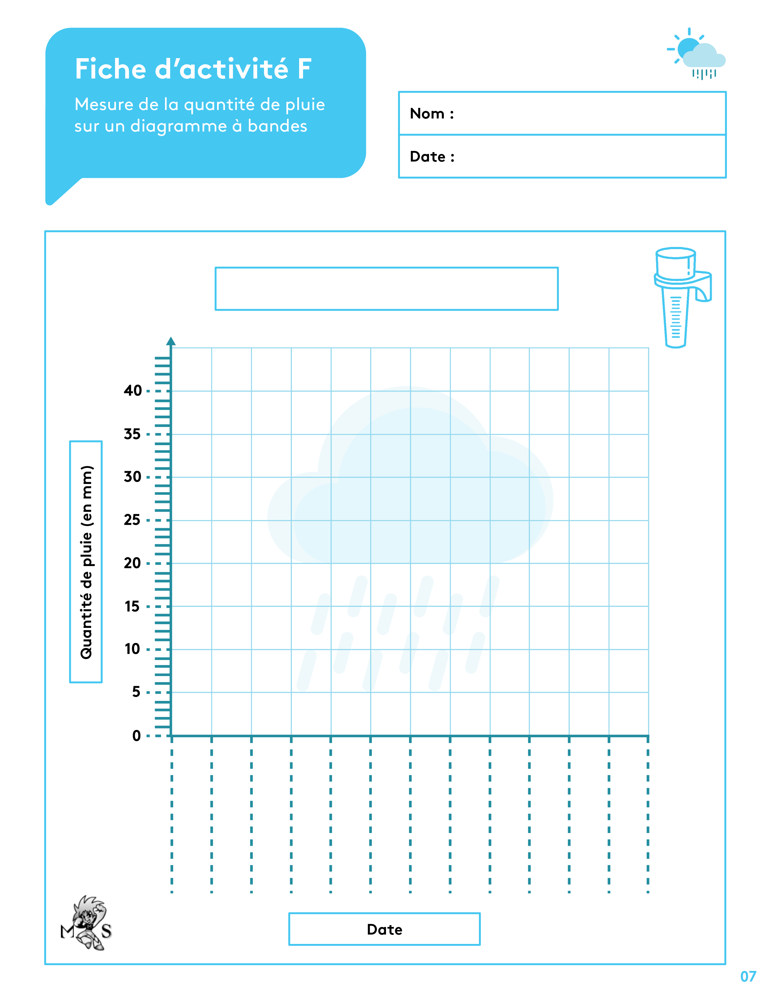 Fiche d’activité F
Mesure de la quantité de pluie
sur un diagramme à bandes
Nom :
Date :
40
35
30
25
20
15
10
5
0
Quantité de pluie (en mm)
Date
M S
07